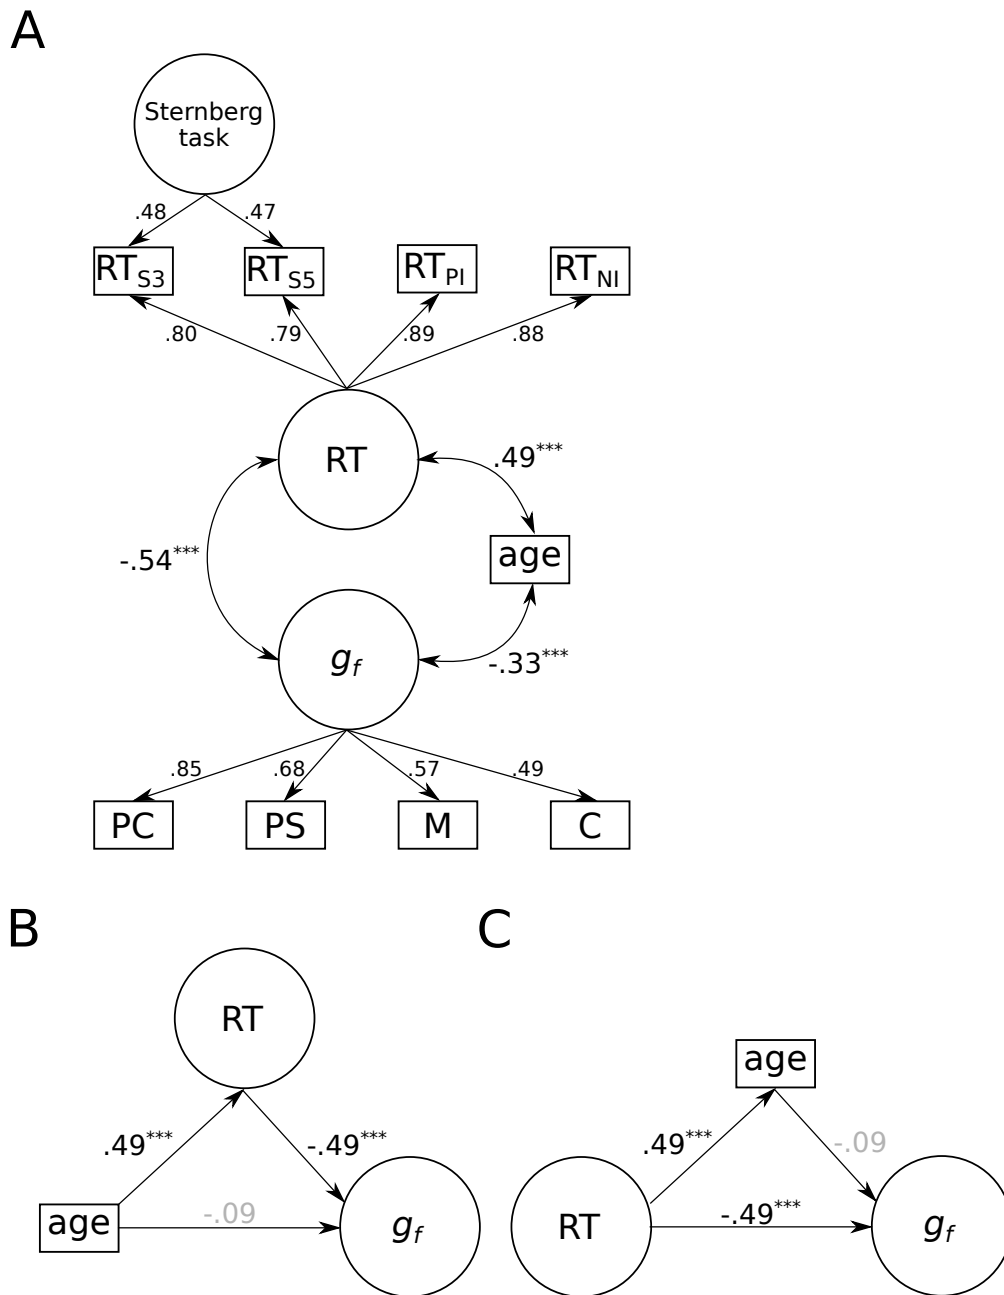 A
Sternberg
task
.48 .47
RT_S3 RT_S5 RT_PI RT_NI
.80 .79 .89 .88
RT
.49***
-.54***
age
g_f
-.33***
.85 .68 .57 .49
PC PS M C
B C
RT
age
.49*** -.49*** .49*** -.09
age -.09 g_f
RT -.49*** g_f